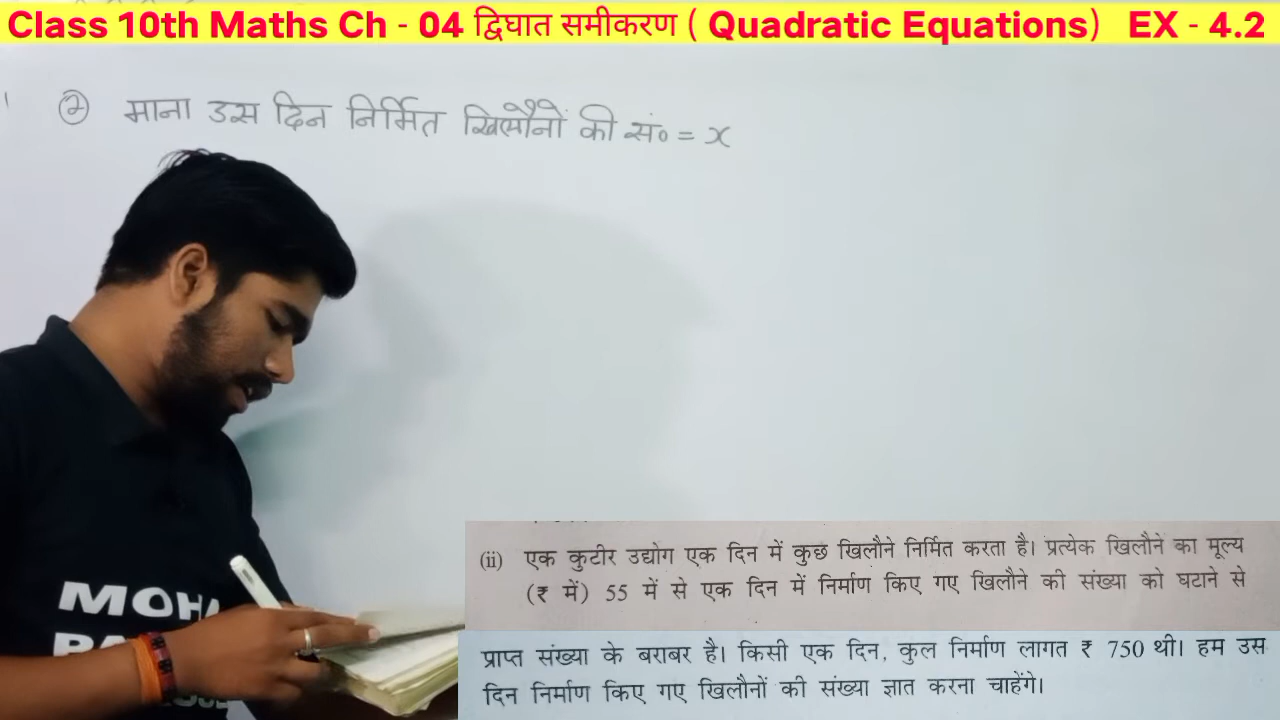 Class 10th Maths Ch - 04 द्विघात समीकरण ( Quadratic Equations) EX - 4.2
② माना उस दिन निर्मित खिलौनों की सं० = x
(ii) एक कुटीर उद्योग एक दिन में कुछ खिलौने निर्मित करता है। प्रत्येक खिलौने का मूल्य
(₹ में) 55 में से एक दिन में निर्माण किए गए खिलौने की संख्या को घटाने से
प्राप्त संख्या के बराबर है। किसी एक दिन, कुल निर्माण लागत ₹ 750 थी। हम उस
दिन निर्माण किए गए खिलौनों की संख्या ज्ञात करना चाहेंगे।